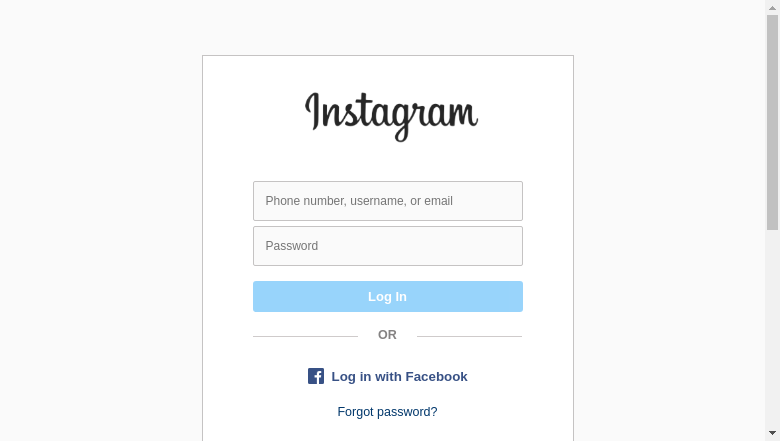 Instagram
Phone number, username, or email
Password
Log In
OR
Log in with Facebook
Forgot password?